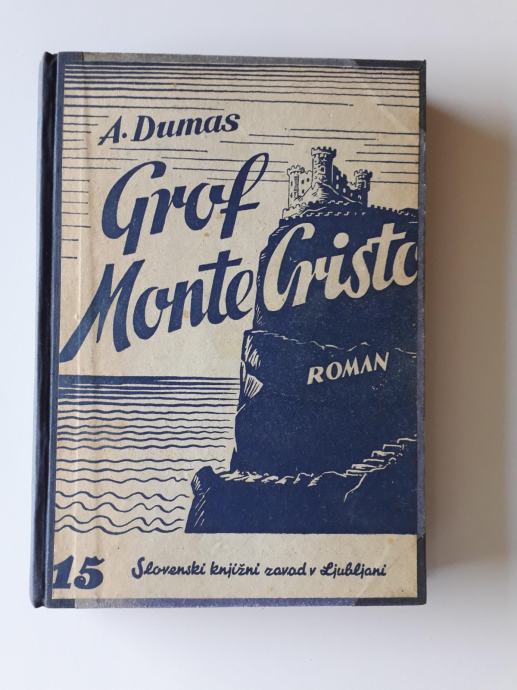 A. Dumas
Grof
Monte Cristo
ROMAN
15 Slovenski knjižni zavod v Ljubljani